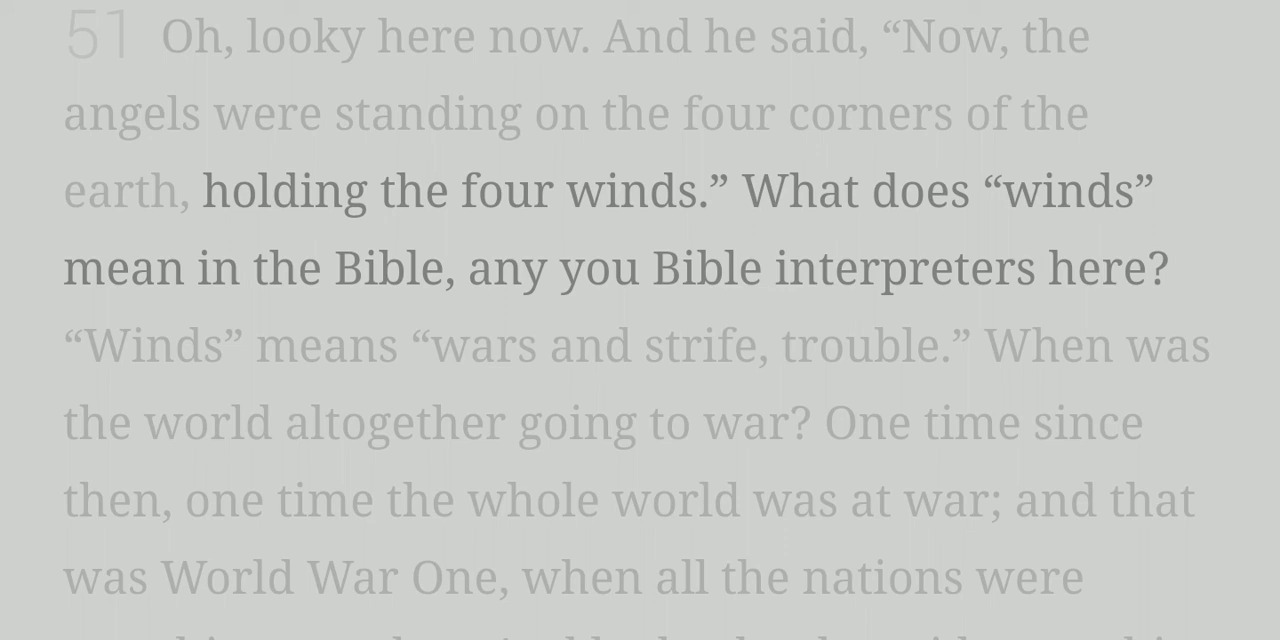 51 Oh, looky here now. And he said, “Now, the
angels were standing on the four corners of the
earth, holding the four winds.” What does “winds”
mean in the Bible, any you Bible interpreters here?
“Winds” means “wars and strife, trouble.” When was
the world altogether going to war? One time since
then, one time the whole world was at war; and that
was World War One, when all the nations were